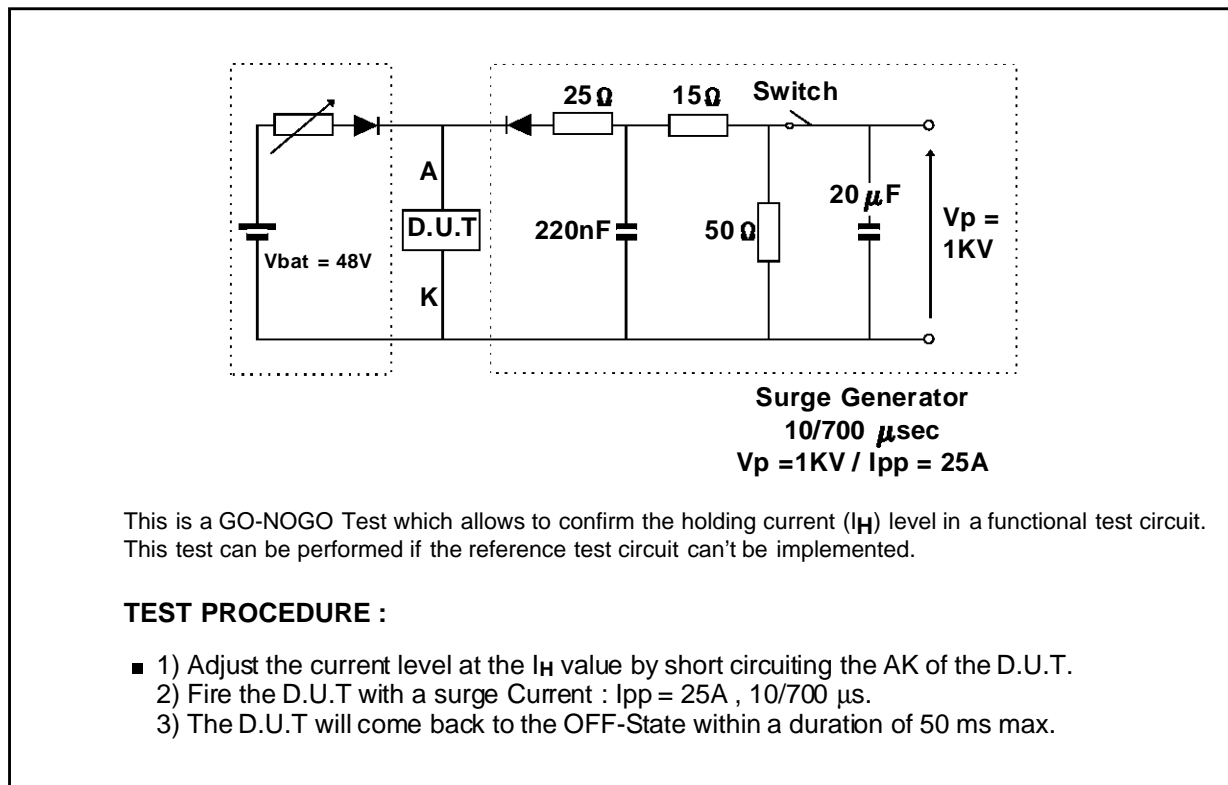 25Ω
15Ω
Switch
A
D.U.T
K
Vbat = 48V
220nF
50Ω
20 μF
Vp =
1KV
Surge Generator
10/700 μsec
Vp =1KV / Ipp = 25A
This is a GO-NOGO Test which allows to confirm the holding current (IH) level in a functional test circuit.
This test can be performed if the reference test circuit can't be implemented.
TEST PROCEDURE :
■ 1) Adjust the current level at the IH value by short circuiting the AK of the D.U.T.
2) Fire the D.U.T with a surge Current : Ipp = 25A , 10/700 μs.
3) The D.U.T will come back to the OFF-State within a duration of 50 ms max.